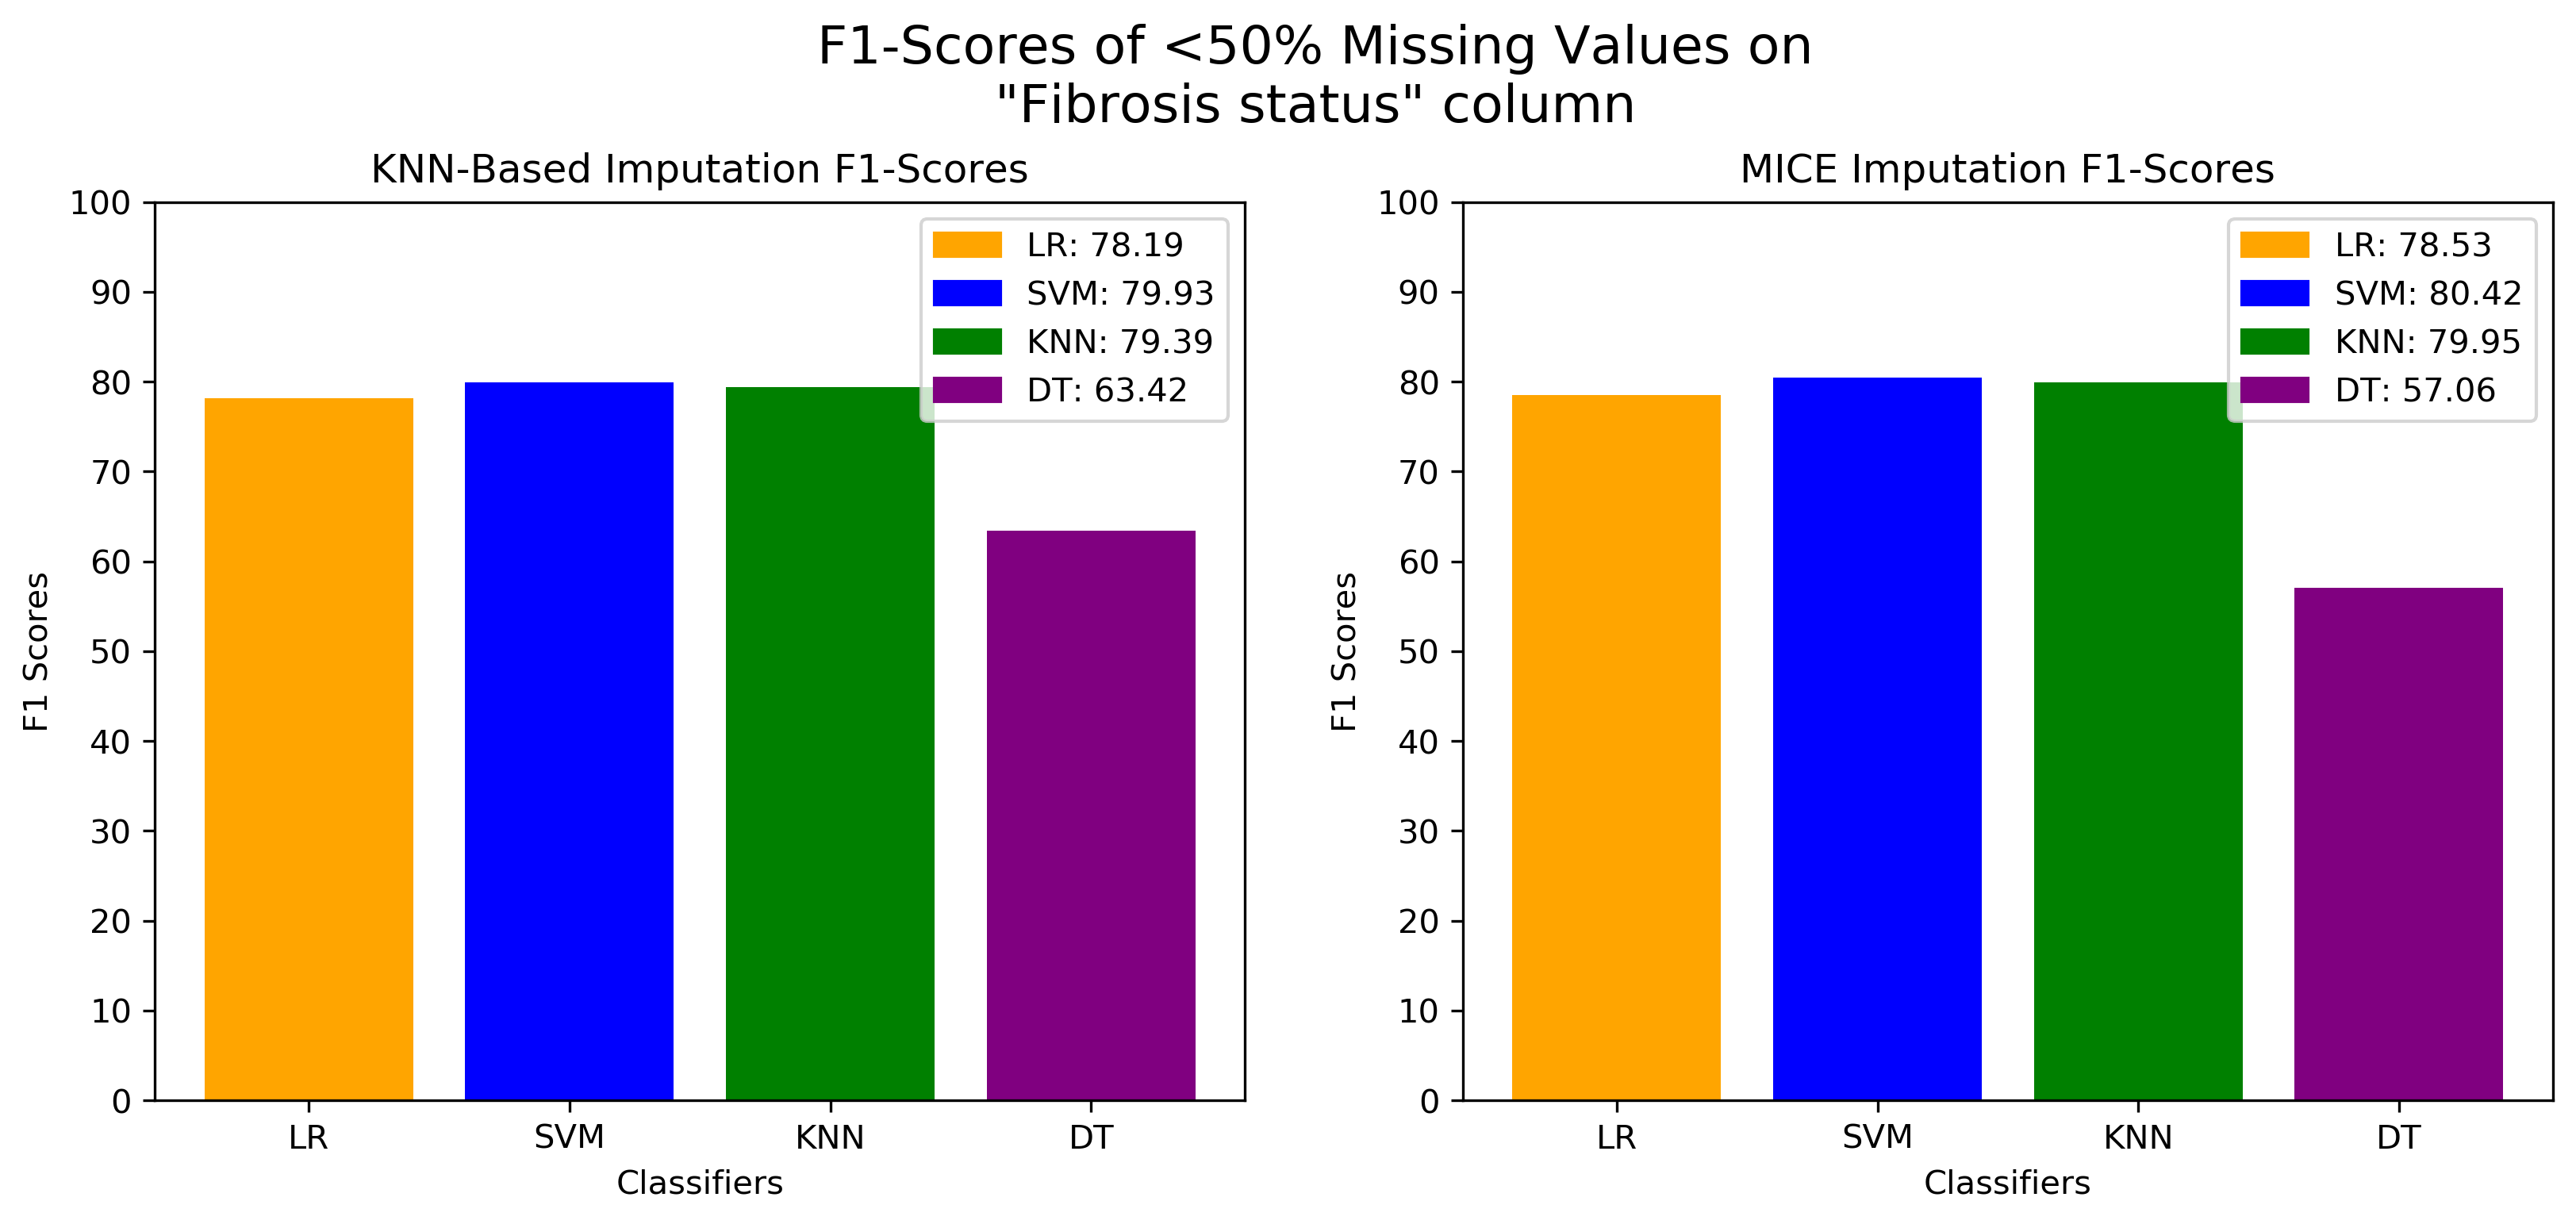 F1-Scores of <50% Missing Values on
"Fibrosis status" column
KNN-Based Imputation F1-Scores
100
90
80
70
60
50
40
30
20
10
0
F1 Scores
LR: 78.19
SVM: 79.93
KNN: 79.39
DT: 63.42
LR SVM KNN DT
Classifiers
MICE Imputation F1-Scores
100
90
80
70
60
50
40
30
20
10
0
F1 Scores
LR: 78.53
SVM: 80.42
KNN: 79.95
DT: 57.06
LR SVM KNN DT
Classifiers